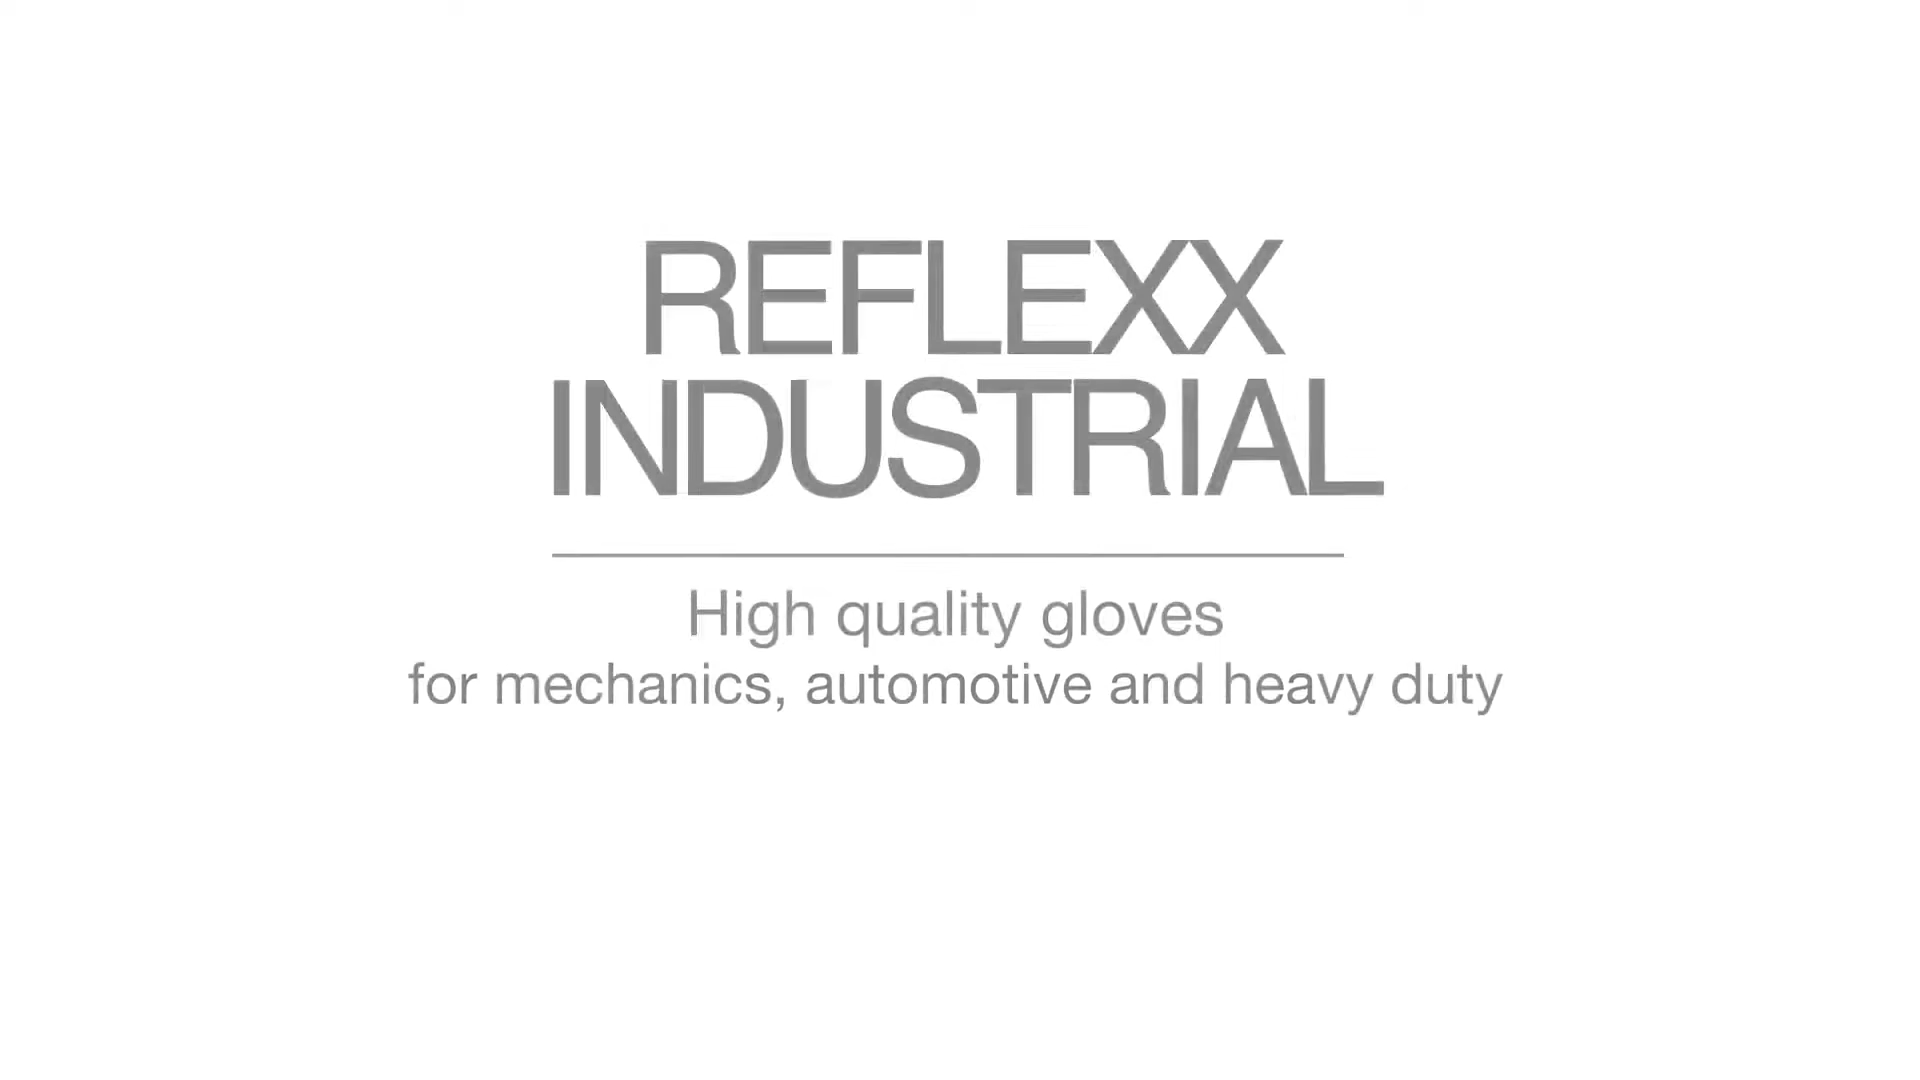 REFLEXX
INDUSTRIAL
High quality gloves
for mechanics, automotive and heavy duty